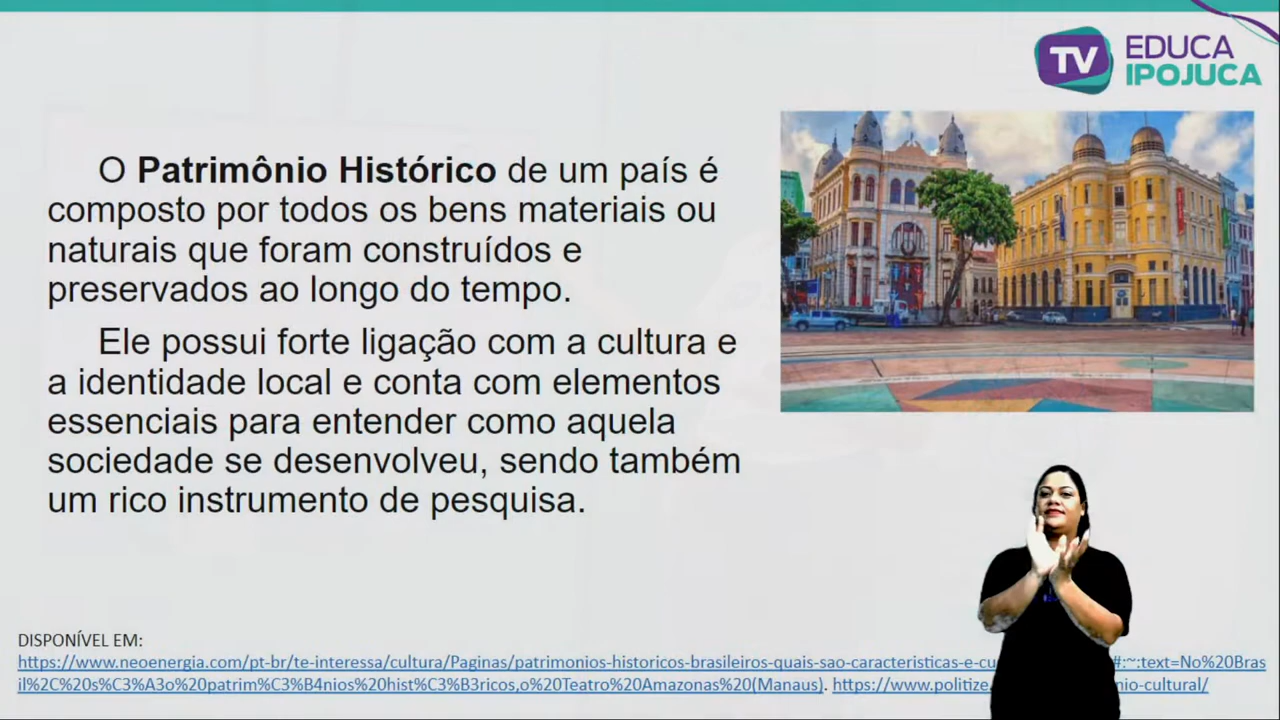 TV EDUCA
IPOJUCA
O Patrimônio Histórico de um país é
composto por todos os bens materiais ou
naturais que foram construídos e
preservados ao longo do tempo.
Ele possui forte ligação com a cultura e
a identidade local e conta com elementos
essenciais para entender como aquela
sociedade se desenvolveu, sendo também
um rico instrumento de pesquisa.
DISPONÍVEL EM:
https://www.neoenergia.com/pt-br/te-interessa/cultura/Paginas/patrimonios-historicos-brasileiros-quais-sao-caracteristicas-e-cu #:~:text=No%20Bras
il%2C%20s%C3%A3o%20patrim%C3%B4nios%20hist%C3%B3ricos,o%20Teatro%20Amazonas%20(Manaus). https://www.politize. nio-cultural/